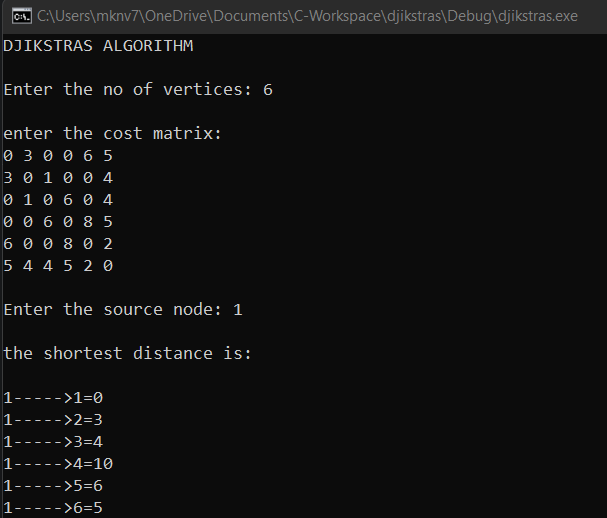 C:\Users\mknv7\OneDrive\Documents\C-Workspace\djikstras\Debug\djikstras.exe
DJIKSTRAS ALGORITHM
Enter the no of vertices: 6
enter the cost matrix:
0 3 0 0 6 5
3 0 1 0 0 4
0 1 0 6 0 4
0 0 6 0 8 5
6 0 0 8 0 2
5 4 4 5 2 0
Enter the source node: 1
the shortest distance is:
1----->1=0
1----->2=3
1----->3=4
1----->4=10
1----->5=6
1----->6=5